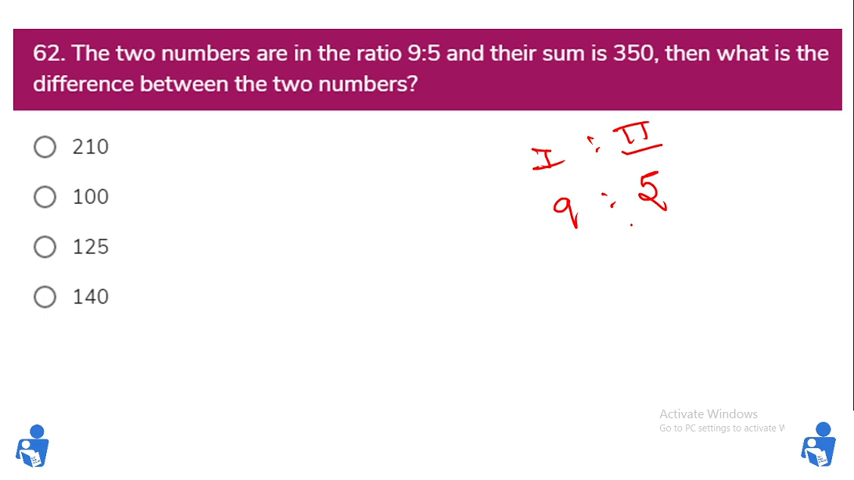 62. The two numbers are in the ratio 9:5 and their sum is 350, then what is the
difference between the two numbers?
210
100
125
140
I : II
9 : 5
Activate Windows
Go to PC settings to activate W